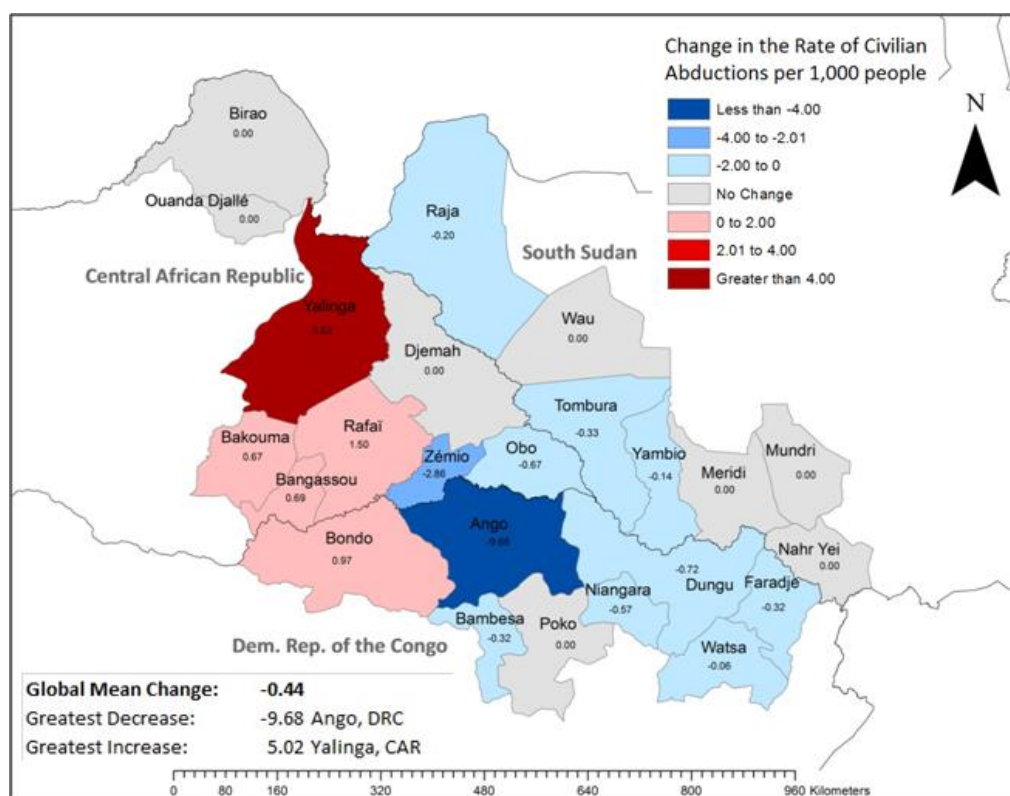 Change in the Rate of Civilian
Abductions per 1,000 people
Less than -4.00
-4.00 to -2.01
-2.00 to 0
No Change
0 to 2.00
2.01 to 4.00
Greater than 4.00
N
Birao
0.00
Ouanda Djallé
0.00
Raja
-0.20
South Sudan
Central African Republic
Yalinga
5.02
Wau
0.00
Djemah
0.00
Tombura
-0.33
Rafaï
1.50
Bakouma
0.67
Zémio
-2.86
Obo
-0.67
Yambio
-0.14
Mundri
0.00
Meridi
0.00
Bangassou
0.69
Ango
-9.68
Bondo
0.97
Nahr Yei
0.00
-0.72
Dungu
Faradje
-0.32
Niangara
-0.57
Bambesa
-0.32
Poko
0.00
Watsa
-0.06
Dem. Rep. of the Congo
Global Mean Change: -0.44
Greatest Decrease: -9.68 Ango, DRC
Greatest Increase: 5.02 Yalinga, CAR
0 80 160 320 480 640 800 960 Kilometers